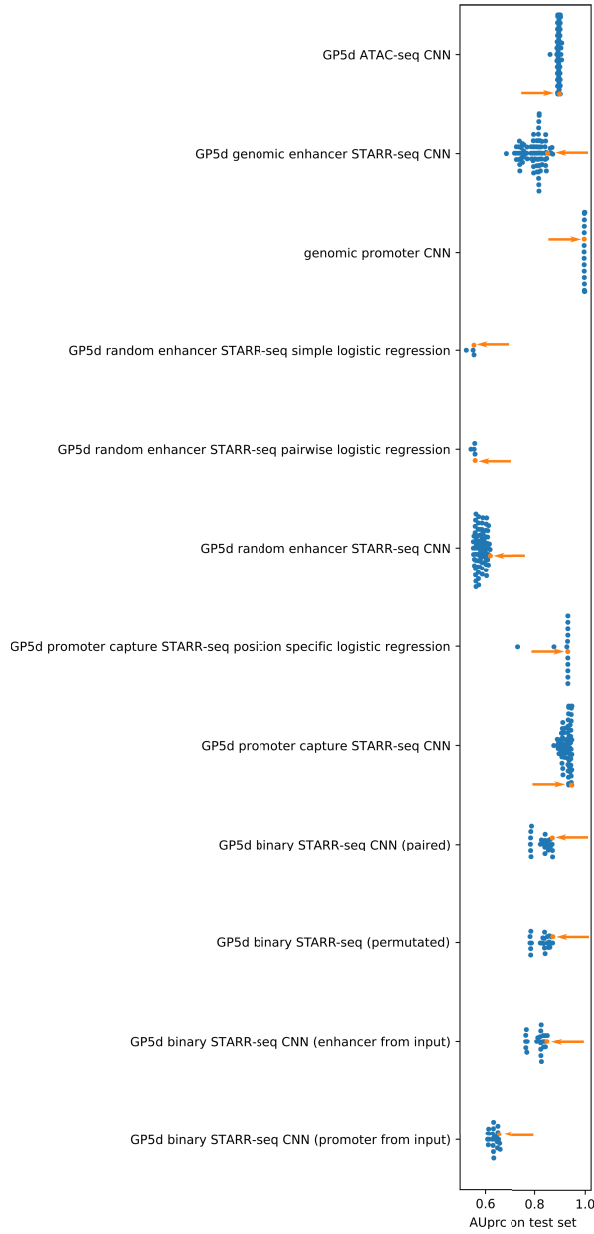 GP5d ATAC-seq CNN
GP5d genomic enhancer STARR-seq CNN
genomic promoter CNN
GP5d random enhancer STARR-seq simple logistic regression
GP5d random enhancer STARR-seq pairwise logistic regression
GP5d random enhancer STARR-seq CNN
GP5d promoter capture STARR-seq position specific logistic regression
GP5d promoter capture STARR-seq CNN
GP5d binary STARR-seq CNN (paired)
GP5d binary STARR-seq (permutated)
GP5d binary STARR-seq CNN (enhancer from input)
GP5d binary STARR-seq CNN (promoter from input)
0.6 0.8 1.0
AUprc on test set